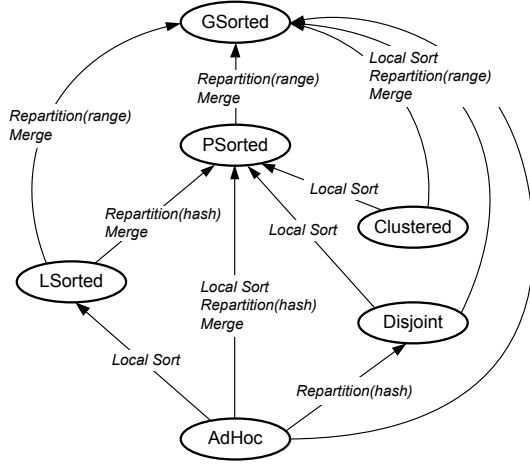 GSorted
Local Sort
Repartition(range)
Merge
Repartition(range)
Merge
Repartition(range)
Merge
PSorted
Local Sort
Repartition(hash)
Merge
Local Sort
Clustered
LSorted
Local Sort
Repartition(hash)
Merge
Disjoint
Local Sort
Repartition(hash)
AdHoc